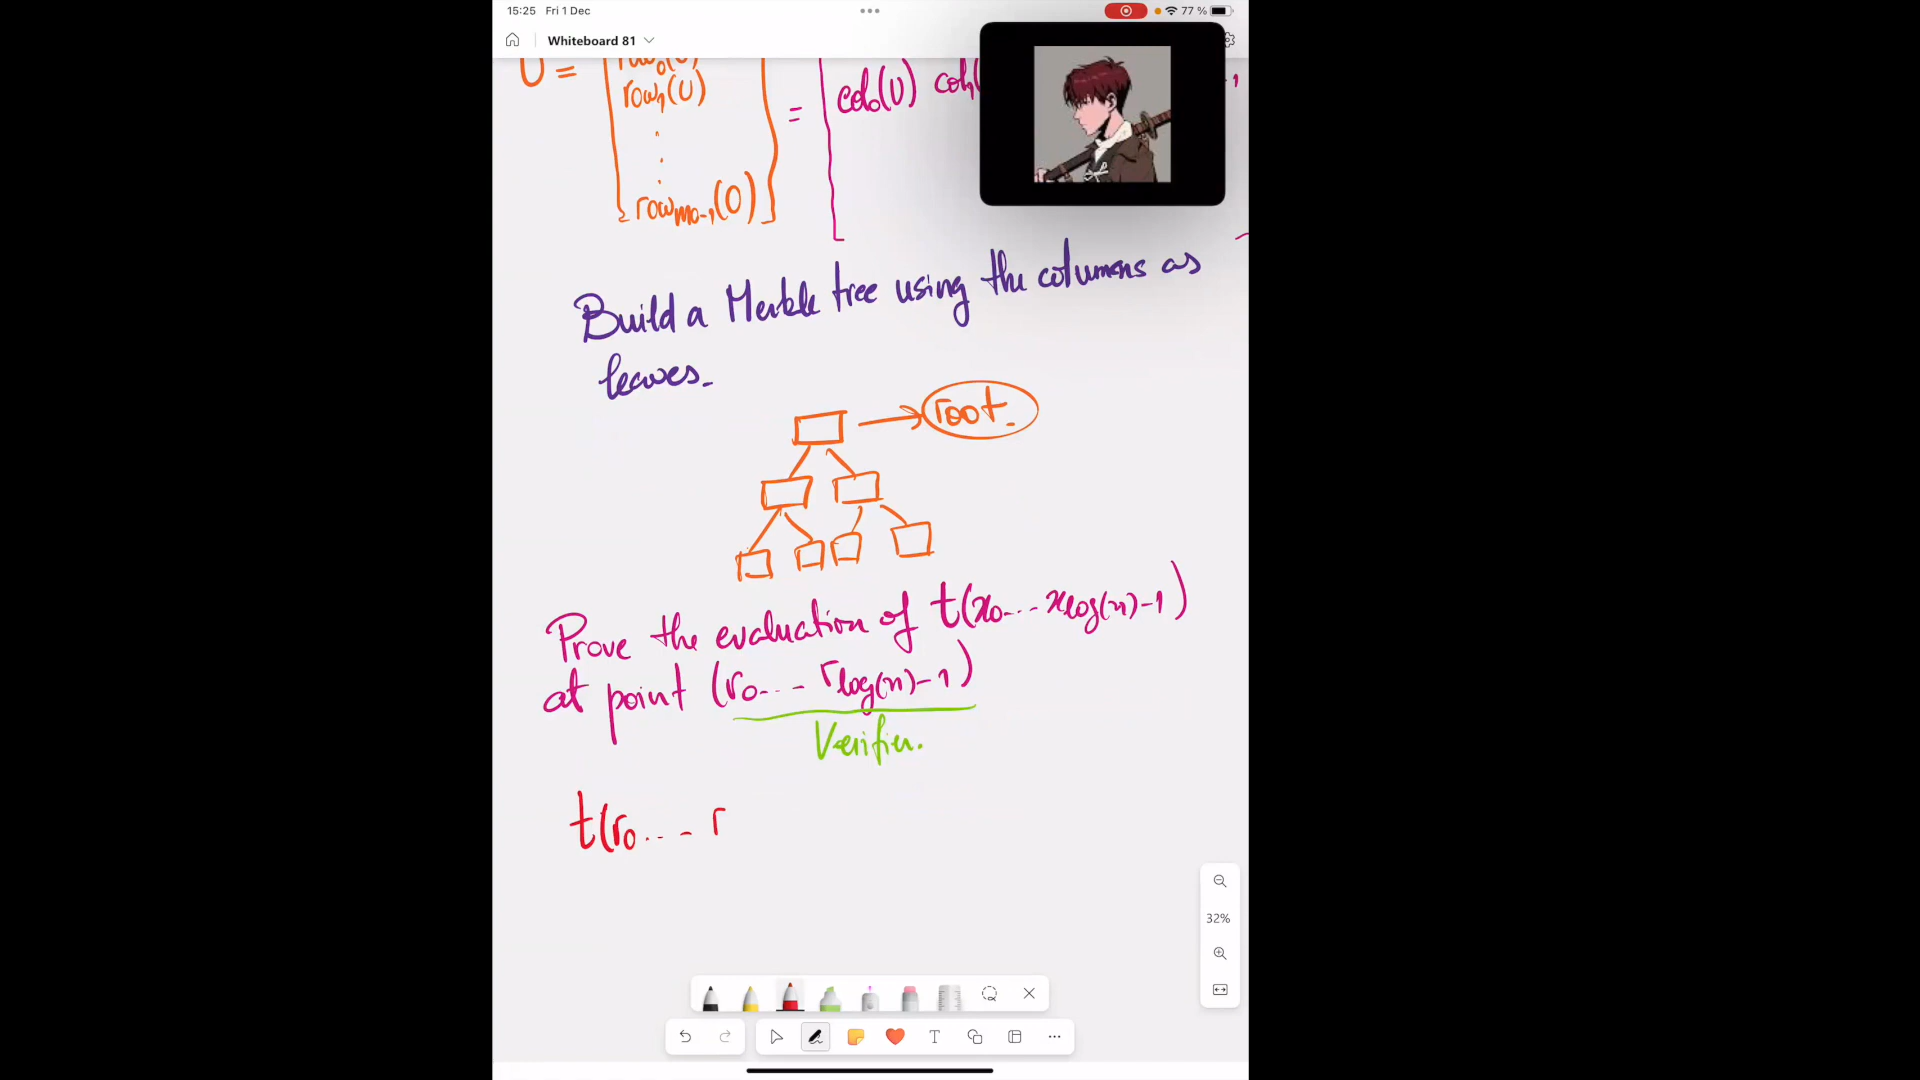 15:25 Fri 1 Dec
77 %
Whiteboard 81
U =
row1(U)
rowm0-1(U)
=
col0(U) col1(
Build a Merkle tree using the columns as
leaves.
root.
Prove the evaluation of t(x0... xlog(n)-1)
at point (r0... rlog(n)-1)
Verifier.
t(r0... r
32%
T